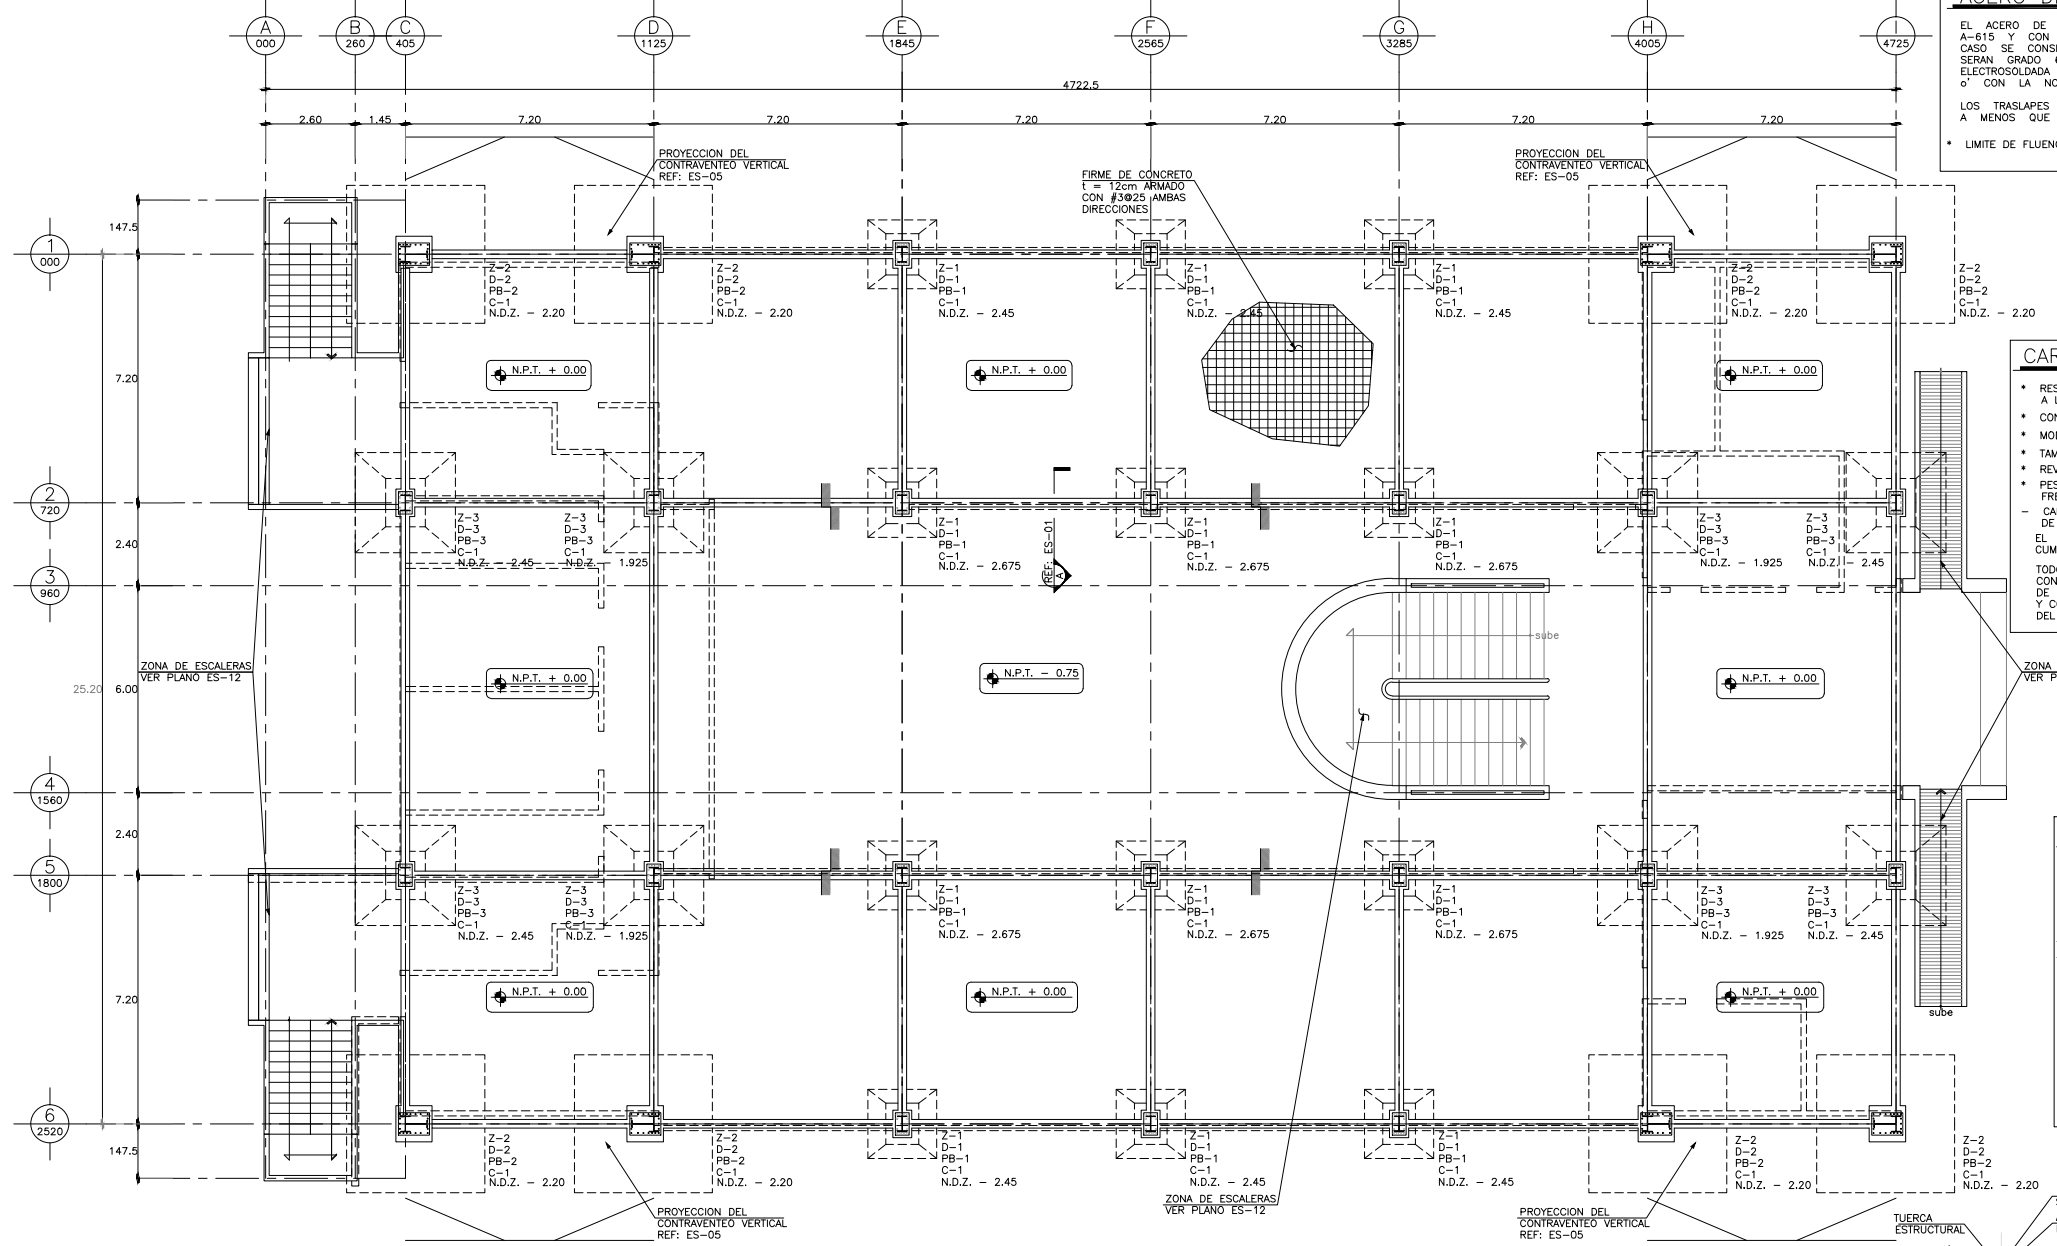 A
000
B
260
C
405
D
1125
E
1845
F
2565
G
3285
H
4005
I
4725
4722.5
2.60
1.45
7.20
7.20
7.20
7.20
7.20
7.20
EL ACERO DE
A-615 Y CON
CASO SE
SERAN GRADO
ELECTROSOLDADA
o' CON LA
LOS TRASLAPES
A MENOS QUE
* LIMITE DE
PROYECCION DEL
CONTRAVENTEO VERTICAL
REF: ES-05
FIRME DE CONCRETO
t = 12cm ARMADO
CON #3@25 AMBAS
DIRECCIONES
PROYECCION DEL
CONTRAVENTEO VERTICAL
REF: ES-05
147.5
1
000
Z-2
D-2
PB-2
C-1
N.D.Z. - 2.20
Z-2
D-2
PB-2
C-1
N.D.Z. - 2.20
Z-1
D-1
PB-1
C-1
N.D.Z. - 2.45
Z-1
D-1
PB-1
C-1
N.D.Z. - 2.45
Z-1
D-1
PB-1
C-1
N.D.Z. - 2.45
Z-2
D-2
PB-2
C-1
N.D.Z. - 2.20
Z-2
D-2
PB-2
C-1
N.D.Z. - 2.20
7.20
N.P.T. + 0.00
N.P.T. + 0.00
N.P.T. + 0.00
*
A
*
*
*
*
*
-
DE
EL
DE
Y
DEL
2
720
2.40
Z-3
D-3
PB-3
C-1
N.D.Z. - 2.45
Z-3
D-3
PB-3
C-1
N.D.Z. - 1.925
Z-1
D-1
PB-1
C-1
N.D.Z. - 2.675
REF: ES-01
A
Z-1
D-1
PB-1
C-1
N.D.Z. - 2.675
Z-1
D-1
PB-1
C-1
N.D.Z. - 2.675
Z-3
D-3
PB-3
C-1
N.D.Z. - 1.925
Z-3
D-3
PB-3
C-1
N.D.Z. - 2.45
3
960
sube
ZONA DE ESCALERAS
VER PLANO ES-12
25.20
6.00
N.P.T. + 0.00
N.P.T. - 0.75
N.P.T. + 0.00
ZONA
VER
4
1560
2.40
5
1800
Z-3
D-3
PB-3
C-1
N.D.Z. - 2.45
Z-3
D-3
PB-3
C-1
N.D.Z. - 1.925
Z-1
D-1
PB-1
C-1
N.D.Z. - 2.675
Z-1
D-1
PB-1
C-1
N.D.Z. - 2.675
Z-1
D-1
PB-1
C-1
N.D.Z. - 2.675
Z-3
D-3
PB-3
C-1
N.D.Z. - 1.925
Z-3
D-3
PB-3
C-1
N.D.Z. - 2.45
7.20
N.P.T. + 0.00
N.P.T. + 0.00
N.P.T. + 0.00
sube
6
2520
147.5
Z-2
D-2
PB-2
C-1
N.D.Z. - 2.20
Z-2
D-2
PB-2
C-1
N.D.Z. - 2.20
Z-1
D-1
PB-1
C-1
N.D.Z. - 2.45
Z-1
D-1
PB-1
C-1
N.D.Z. - 2.45
Z-1
D-1
PB-1
C-1
N.D.Z. - 2.45
Z-2
D-2
PB-2
C-1
N.D.Z. - 2.20
Z-2
D-2
PB-2
C-1
N.D.Z. - 2.20
ZONA DE ESCALERAS
VER PLANO ES-12
PROYECCION DEL
CONTRAVENTEO VERTICAL
REF: ES-05
PROYECCION DEL
CONTRAVENTEO VERTICAL
REF: ES-05
TUERCA
ESTRUCTURAL